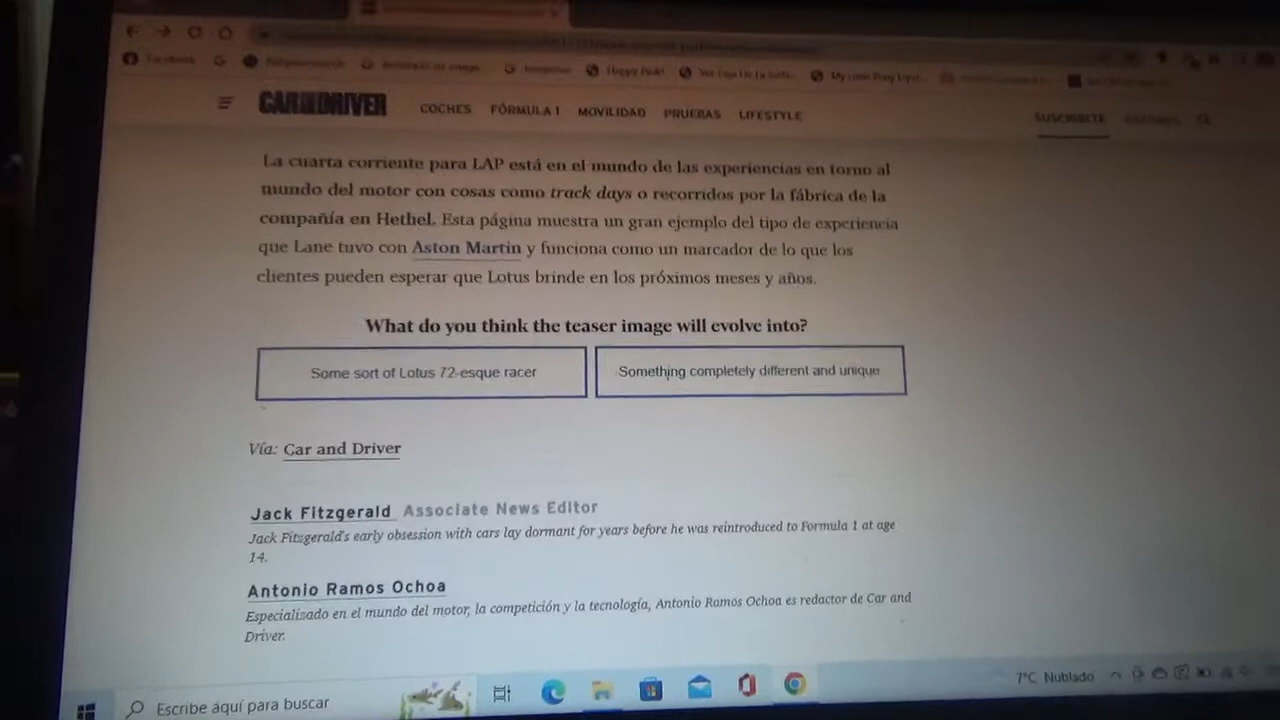 Facebook
Happy Park!
CAR AND DRIVER COCHES FÓRMULA 1 MOVILIDAD PRUEBAS LIFESTYLE SUSCRÍBETE
La cuarta corriente para LAP está en el mundo de las experiencias en torno al
mundo del motor con cosas como track days o recorridos por la fábrica de la
compañía en Hethel. Esta página muestra un gran ejemplo del tipo de experiencia
que Lane tuvo con Aston Martin y funciona como un marcador de lo que los
clientes pueden esperar que Lotus brinde en los próximos meses y años.
What do you think the teaser image will evolve into?
Some sort of Lotus 72-esque racer Something completely different and unique
Vía: Car and Driver
Jack Fitzgerald Associate News Editor
Jack Fitzgerald's early obsession with cars lay dormant for years before he was reintroduced to Formula 1 at age
14.
Antonio Ramos Ochoa
Especialisado en el mundo del motor, la competición y la tecnología, Antonio Ramos Ochoa es redactor de Car and
Driver.
7°C Nublado
Escribe aquí para buscar